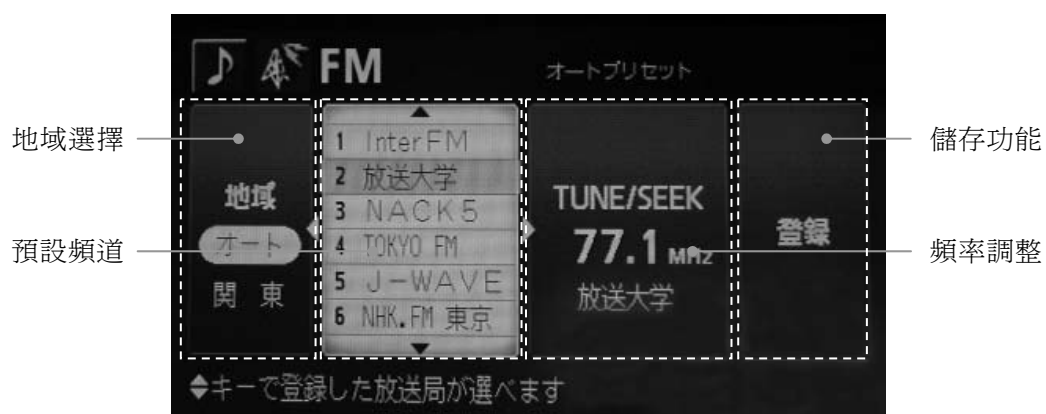 FM
オートプリセット
地域選擇
儲存功能
預設頻道
頻率調整
地域
オート
関東
1 InterFM
2 放送大学
3 NACK5
4 TOKYO FM
5 J-WAVE
6 NHK.FM 東京
TUNE/SEEK
77.1 MHz
放送大学
登録
キーで登録した放送局が選べます